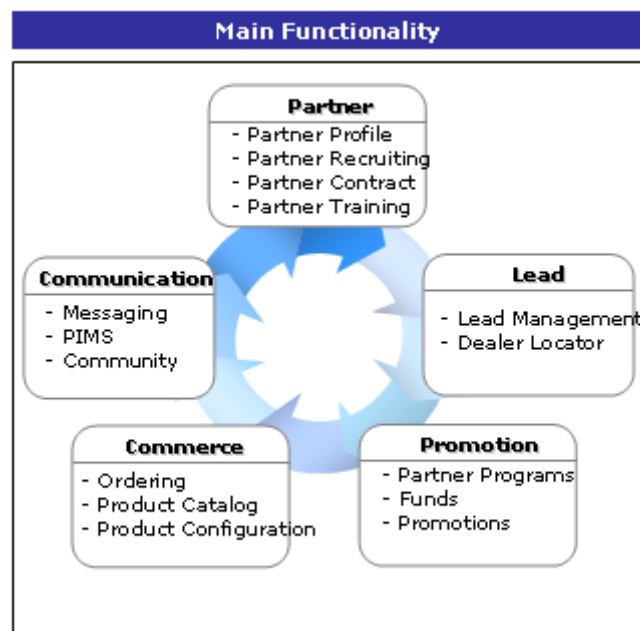 Main Functionality
Partner
- Partner Profile
- Partner Recruiting
- Partner Contract
- Partner Training
Communication
- Messaging
- PIMS
- Community
Lead
- Lead Management
- Dealer Locator
Commerce
- Ordering
- Product Catalog
- Product Configuration
Promotion
- Partner Programs
- Funds
- Promotions